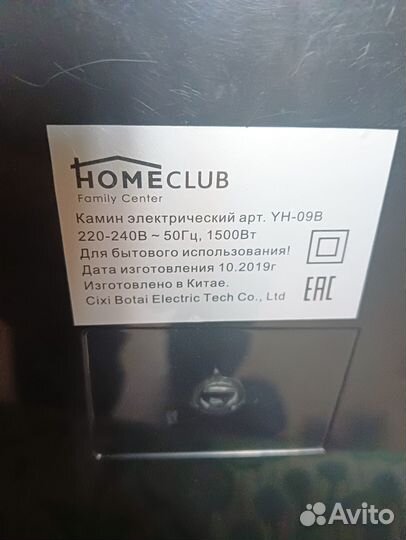 HOMECLUB
Family Center
Камин электрический арт. YH-09B
220-240В ~ 50Гц, 1500Вт
Для бытового использования!
Дата изготовления 10.2019г
Изготовлено в Китае.
Cixi Botai Electric Tech Co., Ltd
EAC
Avito